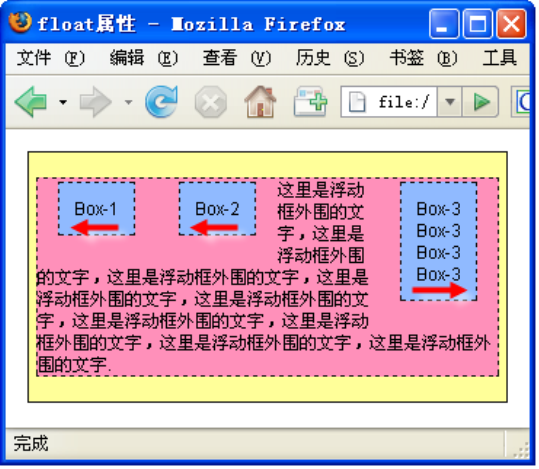 float属性 - Mozilla Firefox
文件 (F) 编辑 (E) 查看 (V) 历史 (S) 书签 (B) 工具
file:/
Box-1
Box-2
Box-3
Box-3
Box-3
Box-3
这里是浮动
框外围的文
字，这里是
浮动框外围
的文字，这里是浮动框外围的文字，这里是
浮动框外围的文字，这里是浮动框外围的文
字，这里是浮动框外围的文字，这里是浮动
框外围的文字，这里是浮动框外围的文字，这里是浮动框外
围的文字.
完成